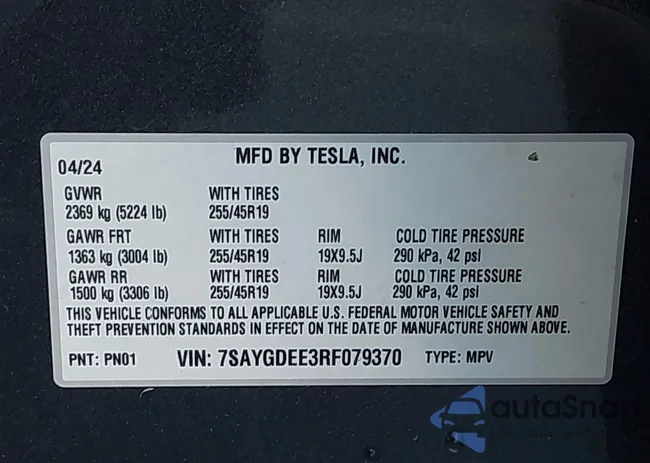 MFD BY TESLA, INC.
04/24
GVWR WITH TIRES
2369 kg (5224 lb) 255/45R19
GAWR FRT WITH TIRES RIM COLD TIRE PRESSURE
1363 kg (3004 lb) 255/45R19 19X9.5J 290 kPa, 42 psi
GAWR RR WITH TIRES RIM COLD TIRE PRESSURE
1500 kg (3306 lb) 255/45R19 19X9.5J 290 kPa, 42 psi
THIS VEHICLE CONFORMS TO ALL APPLICABLE U.S. FEDERAL MOTOR VEHICLE SAFETY AND
THEFT PREVENTION STANDARDS IN EFFECT ON THE DATE OF MANUFACTURE SHOWN ABOVE.
PNT: PN01 VIN: 7SAYGDEE3RF079370 TYPE: MPV
autoSnap